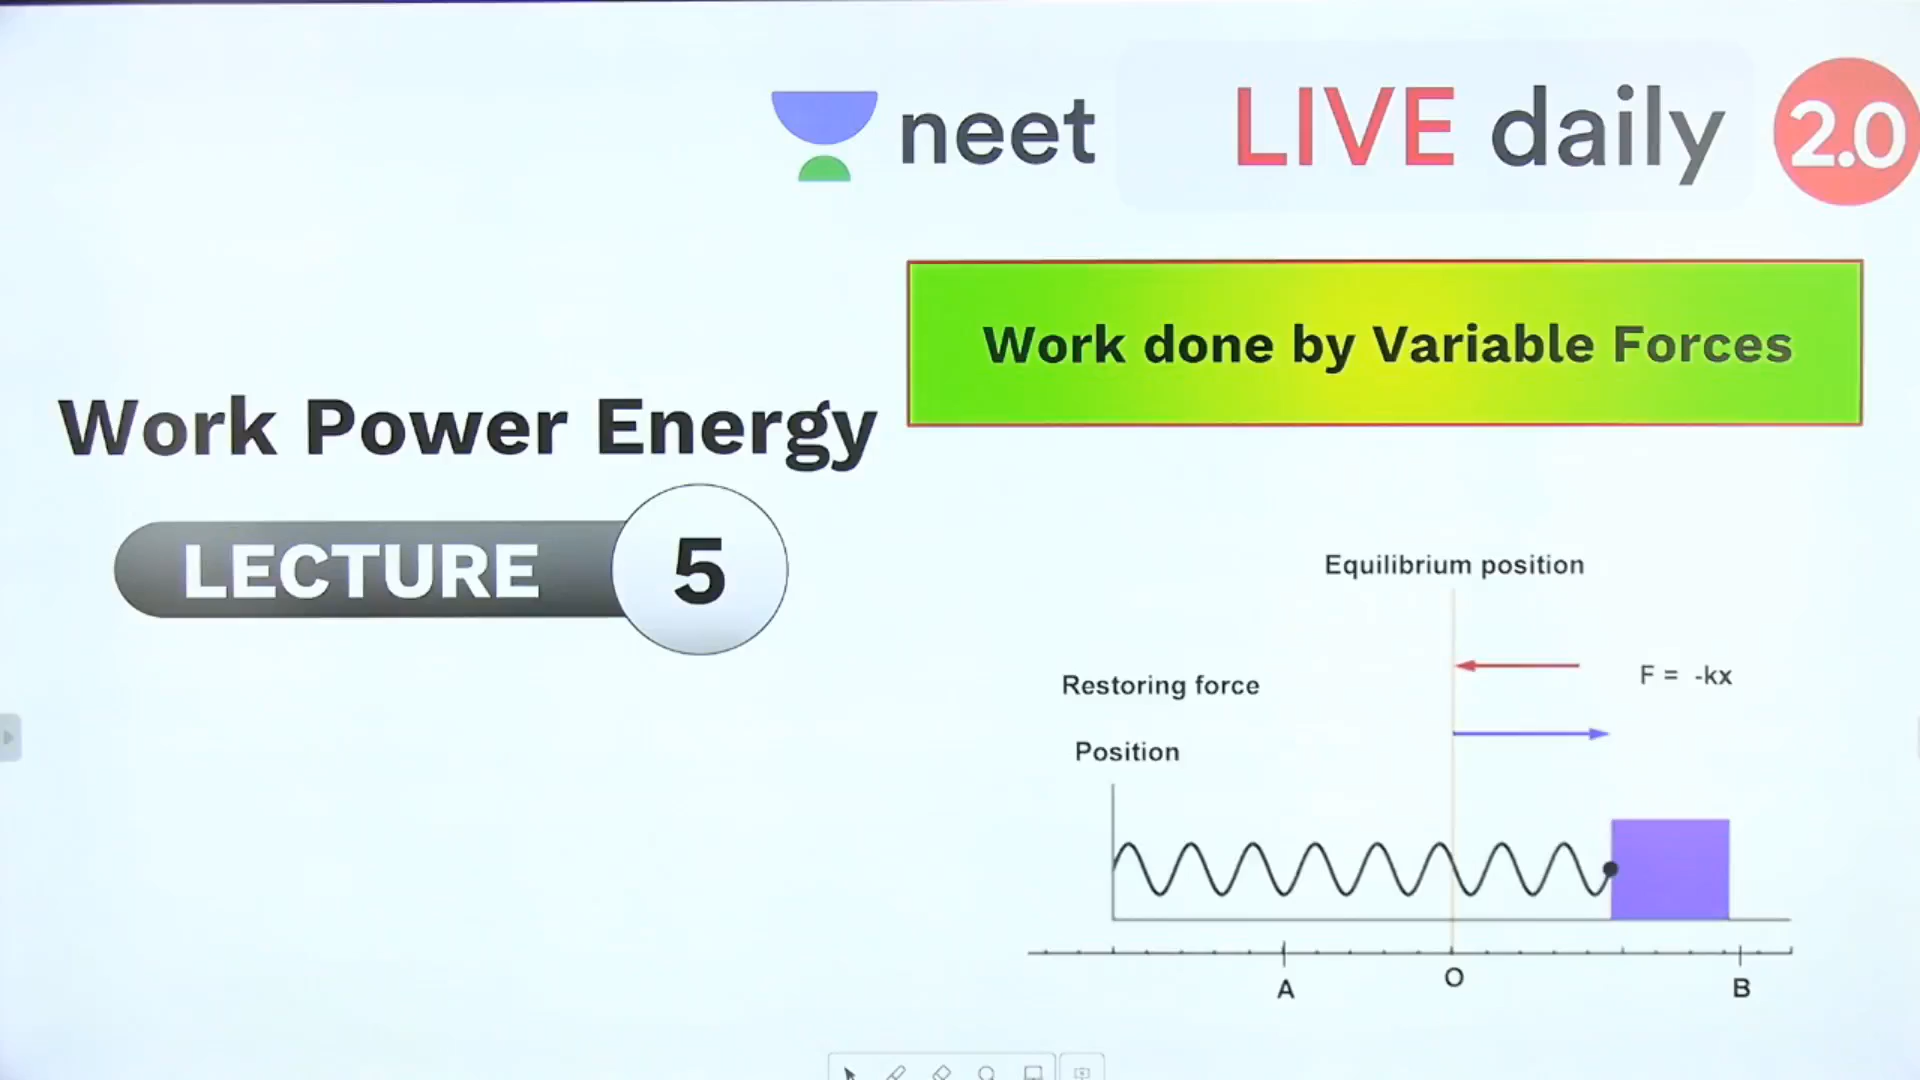 neet LIVE daily 2.0
Work done by Variable Forces
Work Power Energy
LECTURE 5
Equilibrium position
F = -kx
Restoring force
Position
A O B